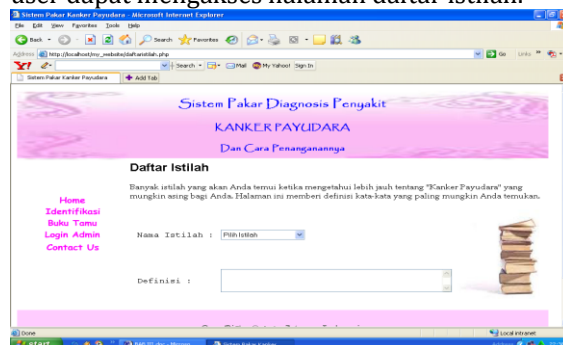 user dapat mengakses halaman daftar istilah.
Sistem Pakar Kanker Payudara - Microsoft Internet Explorer
File Edit View Favorites Tools Help
Back Search Favorites
Address http://localhost/my_website/daftaristilah.php Go Links
Y! Search Mail My Yahoo! Sign In
Sistem Pakar Kanker Payudara Add Tab
Sistem Pakar Diagnosis Penyakit
KANKER PAYUDARA
Dan Cara Penanganannya
Daftar Istilah
Banyak istilah yang akan Anda temui ketika mengetahui lebih jauh tentang "Kanker Payudara" yang
mungkin asing bagi Anda. Halaman ini memberi definisi kata-kata yang paling mungkin Anda temukan.
Home
Identifikasi
Buku Tamu
Login Admin
Contact Us
Nama Istilah : Pilih Istilah
Definisi :
Done Local intranet
start Sistem Pakar Kanker